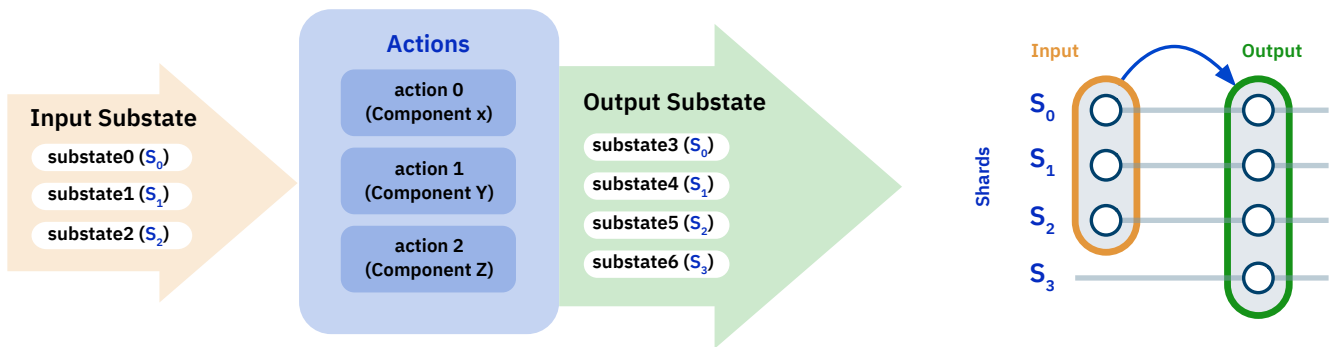 Input Substate
substate0 (S₀)
substate1 (S₁)
substate2 (S₂)
Actions
action 0
(Component x)
action 1
(Component Y)
action 2
(Component Z)
Output Substate
substate3 (S₀)
substate4 (S₁)
substate5 (S₂)
substate6 (S₃)
Input
Output
Shards
S₀
S₁
S₂
S₃